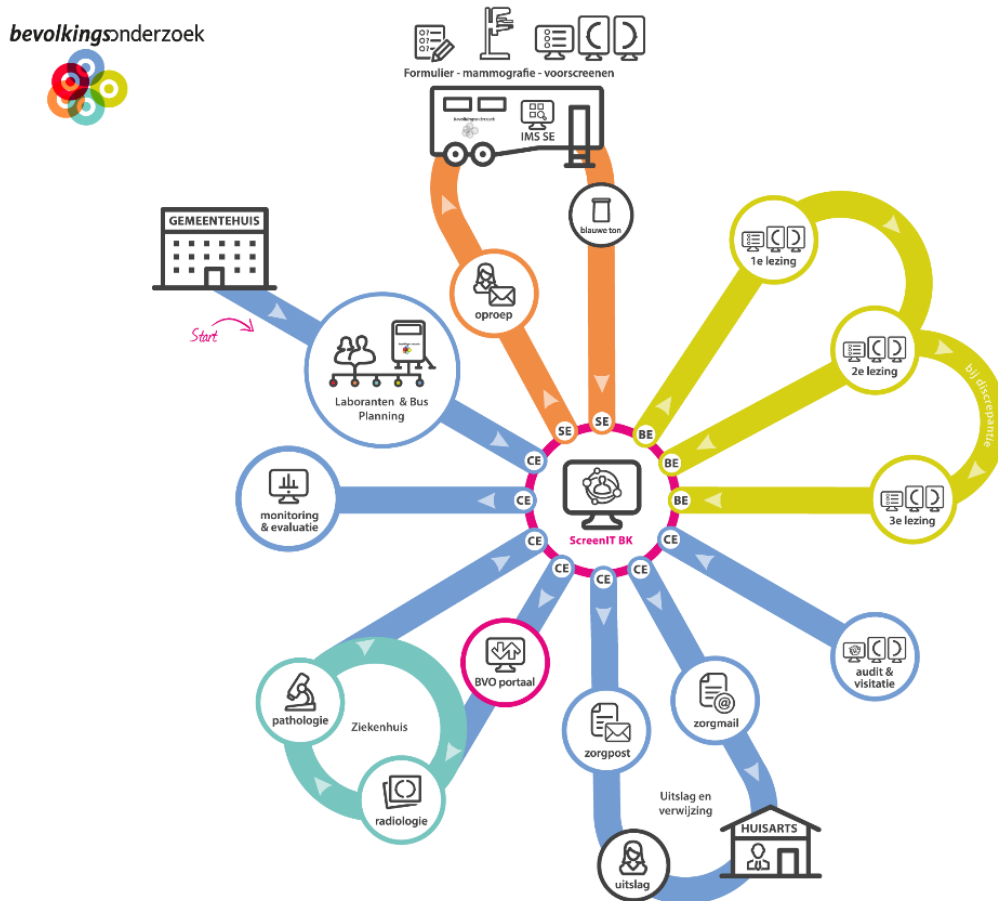 bevolkingsonderzoek
Formulier - mammografie - voorscreenen
bevolkingsonderzoek
IMS SE
GEMEENTEHUIS
blauwe ton
1e lezing
oproep
Start
2e lezing
bij discrepantie
Laboranten & Bus
Planning
SE
SE
BE
CE
BE
monitoring
& evaluatie
CE
BE
3e lezing
ScreenIT BK
CE
CE
CE
CE
CE
BVO portaal
audit &
visitatie
pathologie
Ziekenhuis
zorgmail
zorgpost
radiologie
Uitslag en
verwijzing
HUISARTS
uitslag